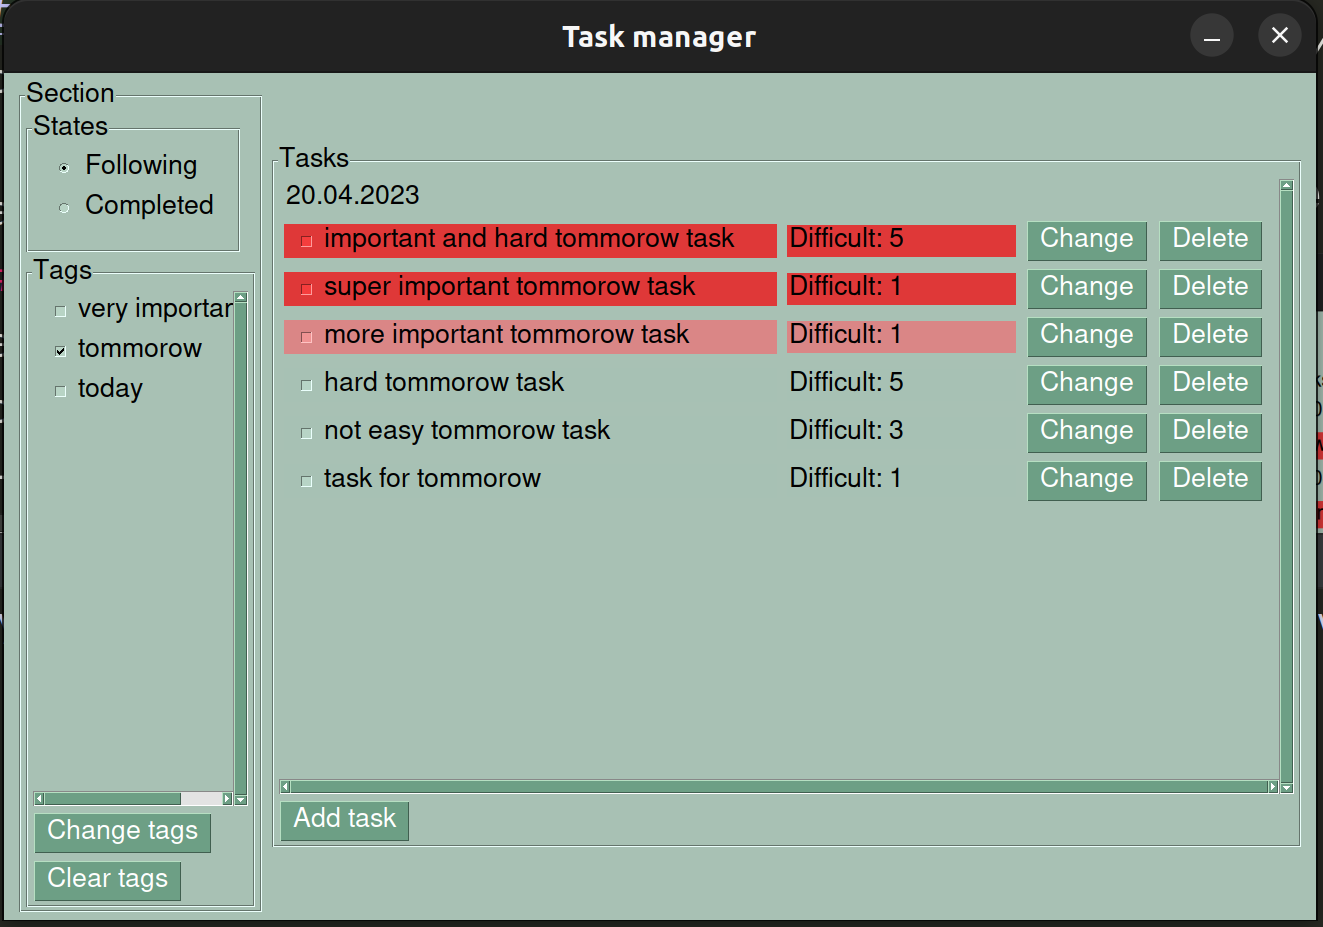 Task manager
Section
States
Following
Completed
Tags
very importar
tommorow
today
Change tags
Clear tags
Tasks
20.04.2023
important and hard tommorow task Difficult: 5 Change Delete
super important tommorow task Difficult: 1 Change Delete
more important tommorow task Difficult: 1 Change Delete
hard tommorow task Difficult: 5 Change Delete
not easy tommorow task Difficult: 3 Change Delete
task for tommorow Difficult: 1 Change Delete
Add task